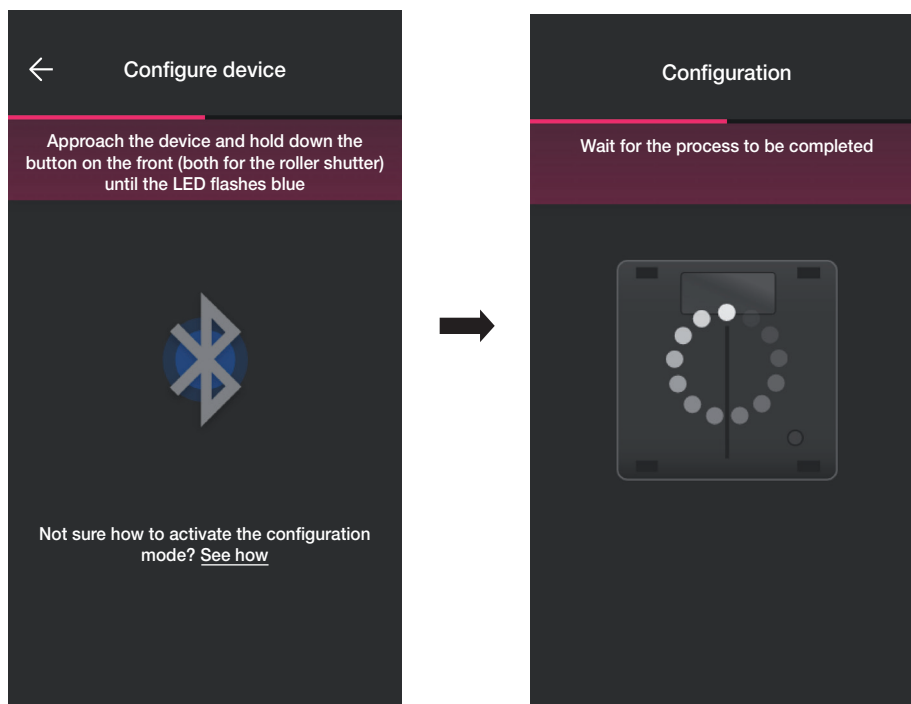 Configure device
Approach the device and hold down the
button on the front (both for the roller shutter)
until the LED flashes blue
Not sure how to activate the configuration
mode? See how
Configuration
Wait for the process to be completed